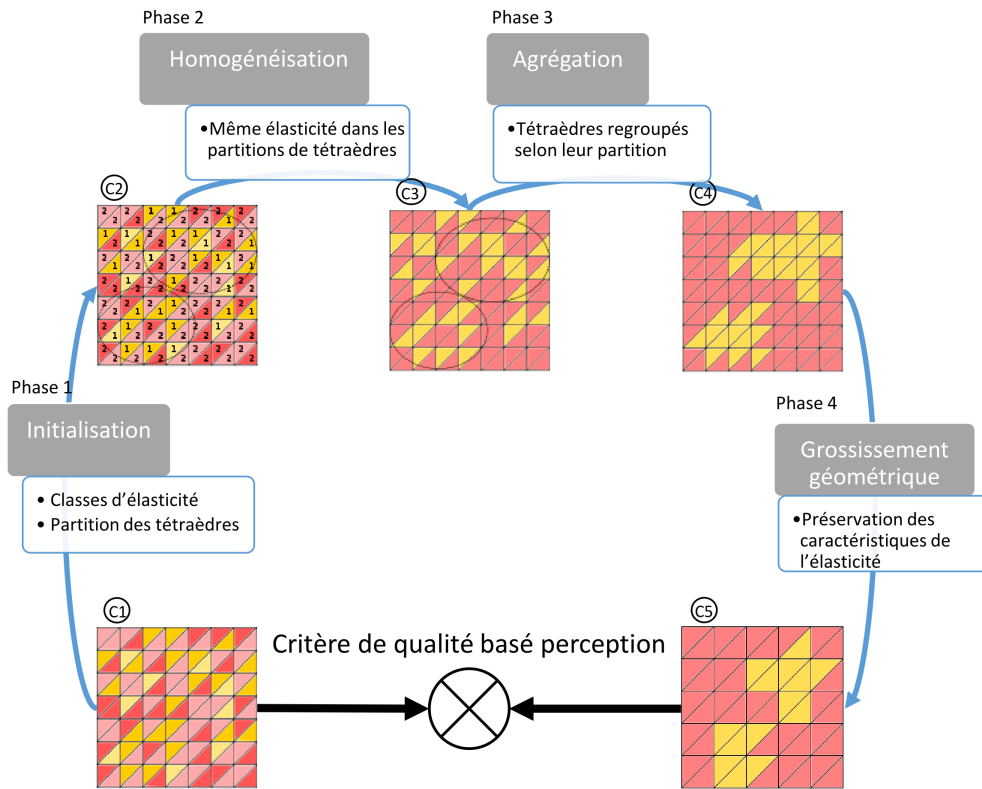 Phase 2
Phase 3
Homogénéisation
Agrégation
•Même élasticité dans les
partitions de tétraèdres
•Tétraèdres regroupés
selon leur partition
C2
C3
C4
Phase 1
Initialisation
• Classes d'élasticité
• Partition des tétraèdres
Phase 4
Grossissement
géométrique
•Préservation des
caractéristiques de
l'élasticité
C1
C5
Critère de qualité basé perception